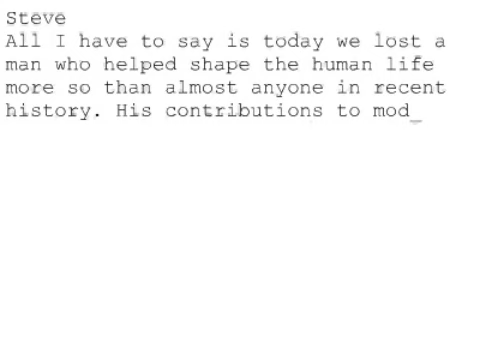 Steve
All I have to say is today we lost a
man who helped shape the human life
more so than almost anyone in recent
history. His contributions to mod_